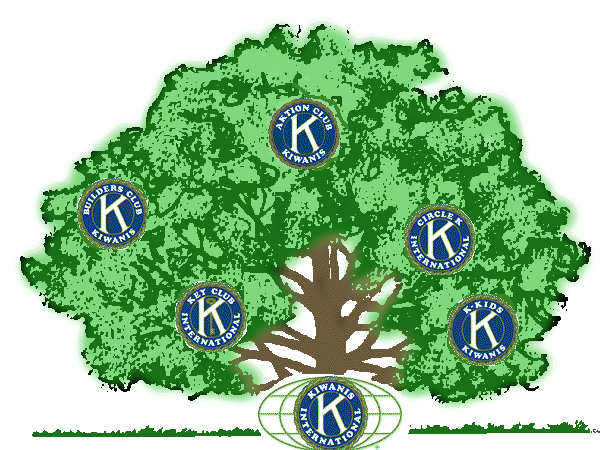 AKTION CLUB
K
KIWANIS
BUILDERS CLUB
K
KIWANIS
CIRCLE K
K
INTERNATIONAL
KEY CLUB
K
INTERNATIONAL
K-KIDS
K
KIWANIS
KIWANIS
K
INTERNATIONAL